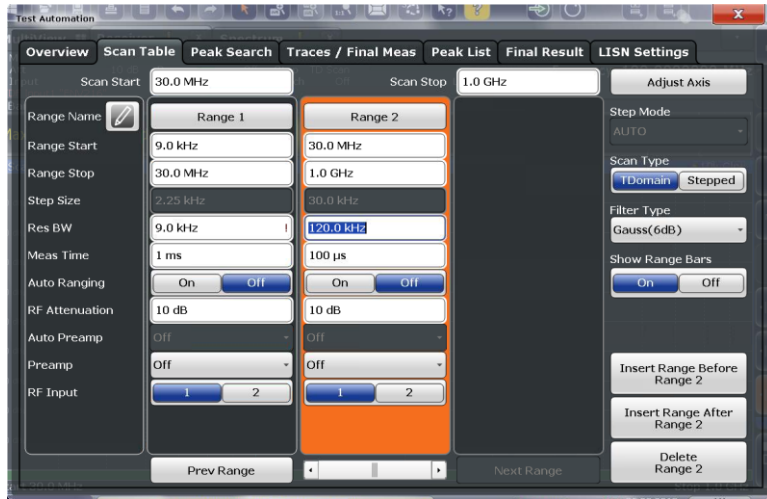 Test Automation
X
Overview Scan Table Peak Search Traces / Final Meas Peak List Final Result LISN Settings
Scan Start 30.0 MHz Scan Stop 1.0 GHz Adjust Axis
Range Name Range 1 Range 2
Range Start 9.0 kHz 30.0 MHz
Range Stop 30.0 MHz 1.0 GHz
Step Size 2.25 kHz 30.0 kHz
Res BW 9.0 kHz ! 120.0 kHz
Meas Time 1 ms 100 µs
Auto Ranging On Off On Off
RF Attenuation 10 dB 10 dB
Auto Preamp Off Off
Preamp Off Off
RF Input 1 2 1 2
Prev Range Next Range
Step Mode
AUTO
Scan Type
TDomain Stepped
Filter Type
Gauss(6dB)
Show Range Bars
On Off
Insert Range Before
Range 2
Insert Range After
Range 2
Delete
Range 2